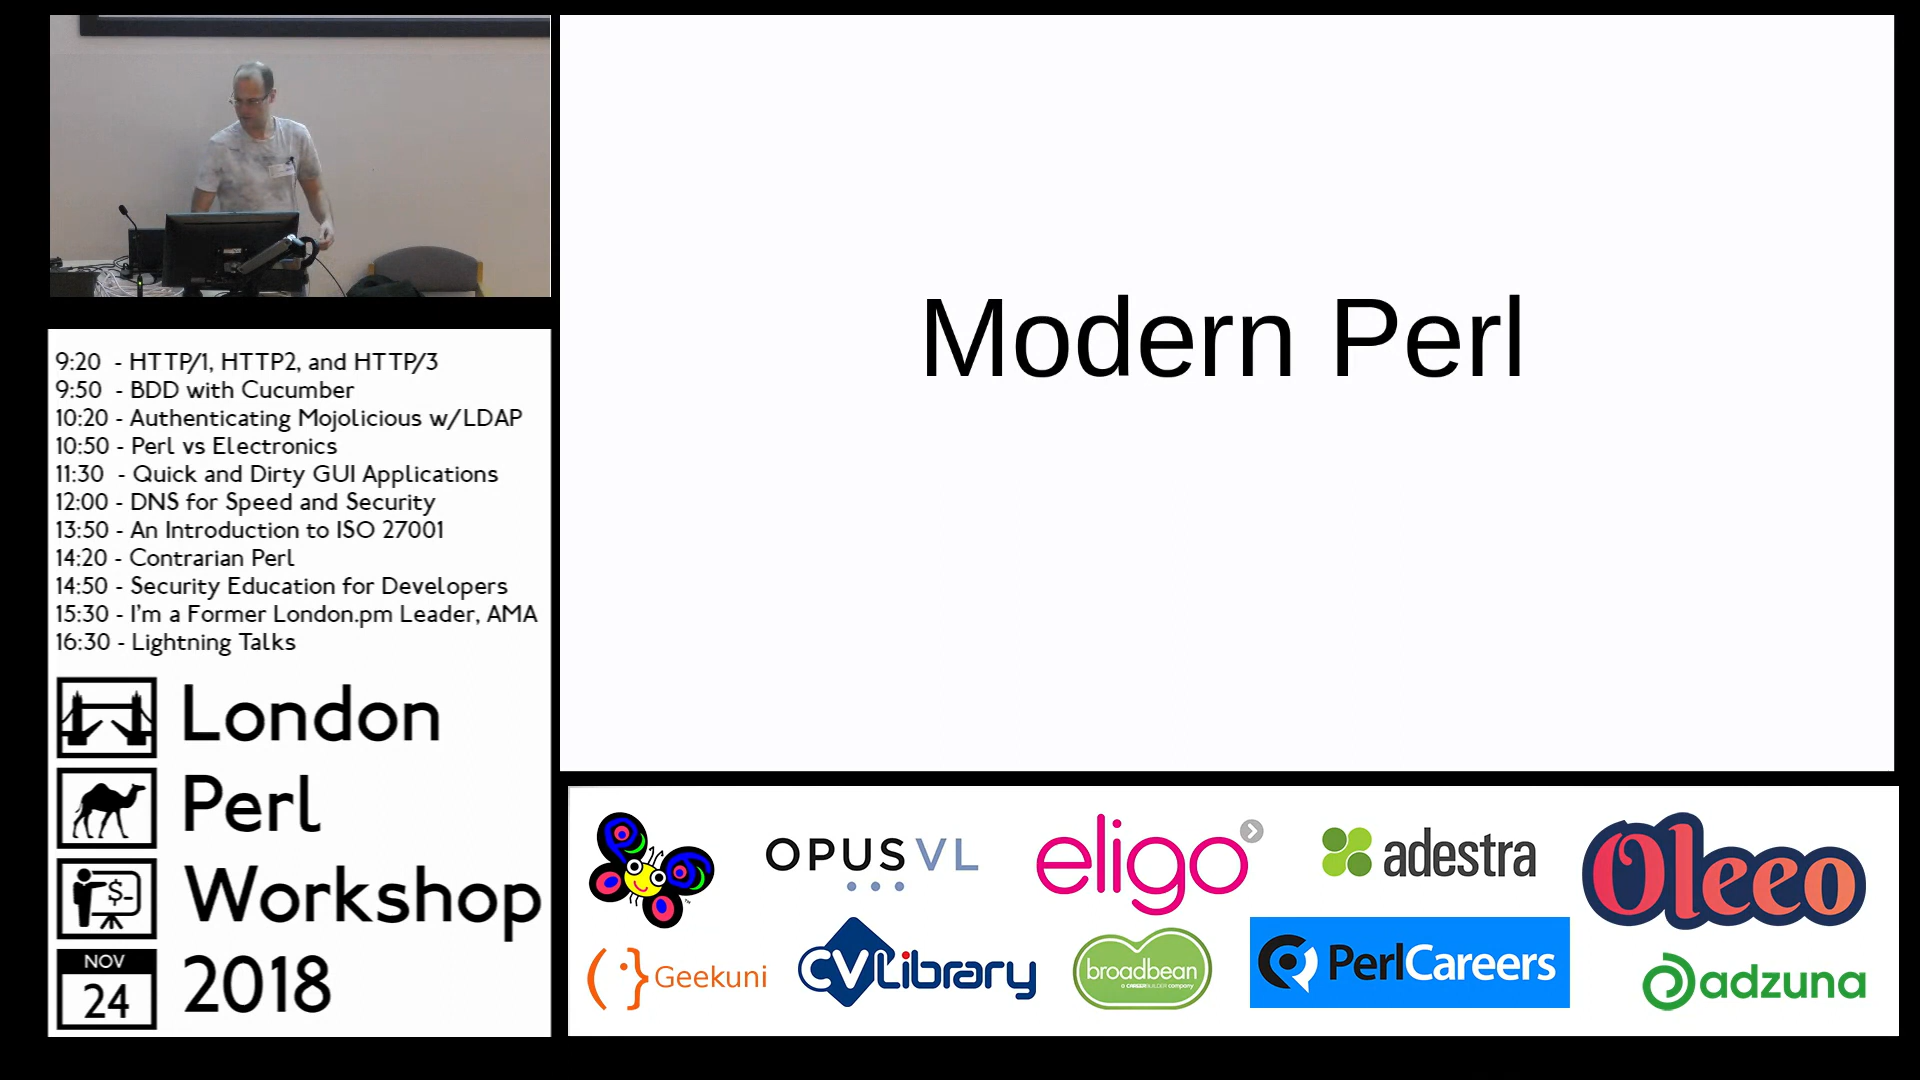 Modern Perl
9:20 - HTTP/1, HTTP2, and HTTP/3
9:50 - BDD with Cucumber
10:20 - Authenticating Mojolicious w/LDAP
10:50 - Perl vs Electronics
11:30 - Quick and Dirty GUI Applications
12:00 - DNS for Speed and Security
13:50 - An Introduction to ISO 27001
14:20 - Contrarian Perl
14:50 - Security Education for Developers
15:30 - I'm a Former London.pm Leader, AMA
16:30 - Lightning Talks
London
Perl
Workshop
$-
NOV
24
2018
OPUS VL
eligo
adestra
Oleeo
Geekuni
CVLibrary
broadbean
a CAREERBUILDER company
PerlCareers
adzuna